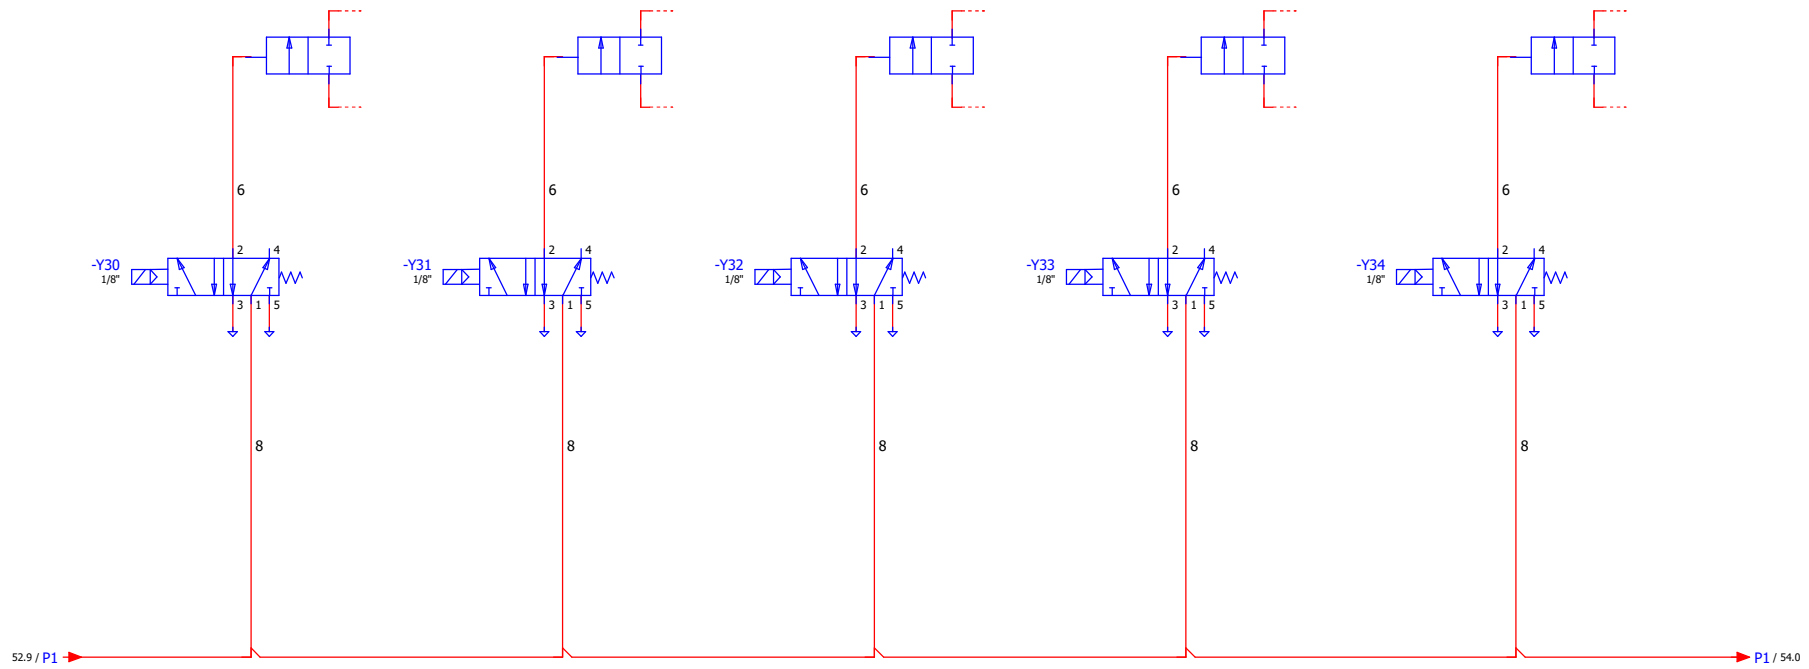 6 6 6 6 6
2 4 2 4 2 4 2 4 2 4
-Y30 -Y31 -Y32 -Y33 -Y34
1/8" 1/8" 1/8" 1/8" 1/8"
3 1 5 3 1 5 3 1 5 3 1 5 3 1 5
8 8 8 8 8
52.9 / P1 P1 / 54.0